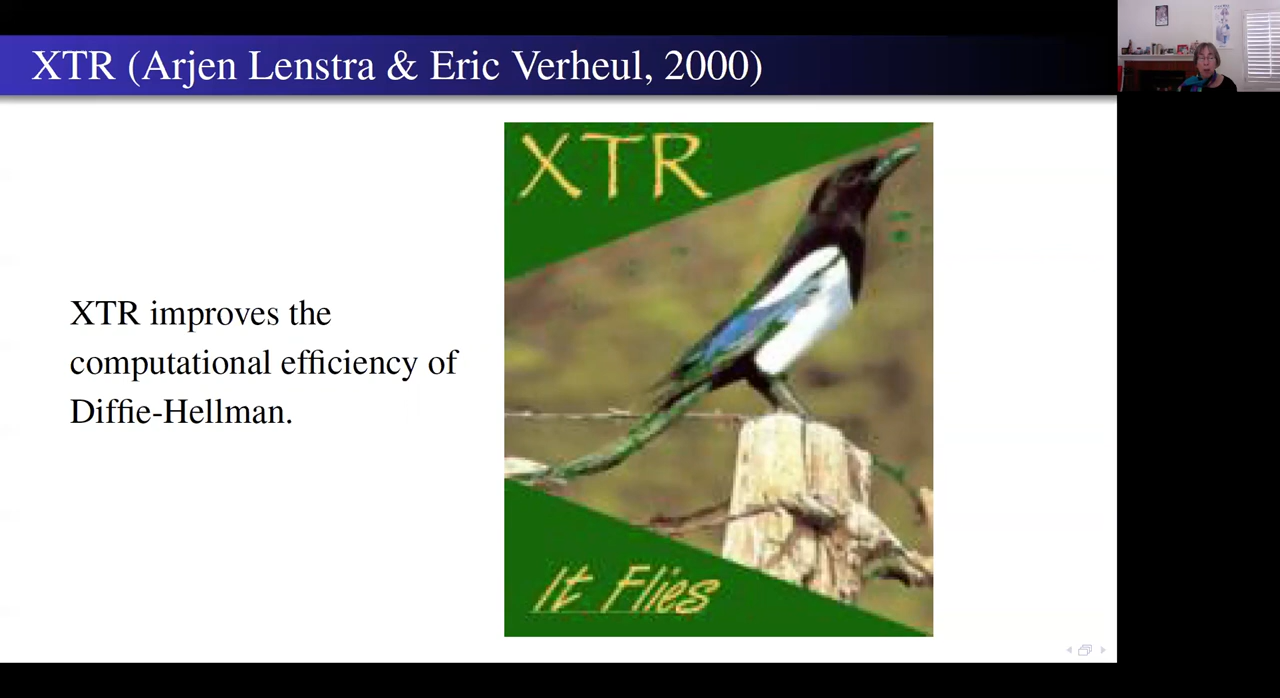 XTR (Arjen Lenstra & Eric Verheul, 2000)
XTR
XTR improves the
computational efficiency of
Diffie-Hellman.
It Flies